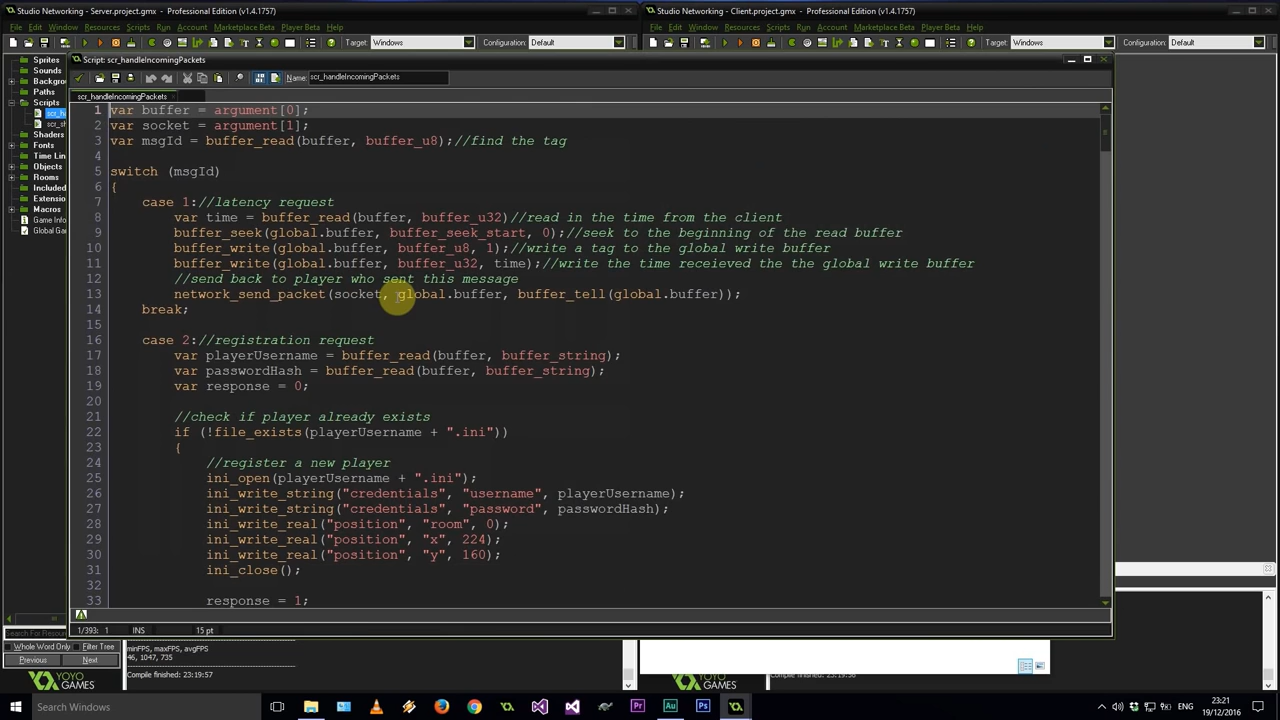 Studio Networking - Server.project.gmx - Professional Edition (v1.4.1757)
Studio Networking - Client.project.gmx - Professional Edition (v1.4.1757)
File Edit Window Resources Scripts Run Account Marketplace Beta Player Beta Help
File Edit Window Resources Scripts Run Account Marketplace Beta Player Beta Help
Target: Windows Configuration: Default
Target: Windows Configuration: Default
Sprites
Sounds
Backgrou
Paths
Scripts
scr_h
scr_s
Shaders
Fonts
Time Lin
Objects
Rooms
Included
Extensio
Macros
Game Info
Global Ga
Script: scr_handleIncomingPackets
Name: scr_handleIncomingPackets
scr_handleIncomingPackets
1 var buffer = argument[0];
2 var socket = argument[1];
3 var msgId = buffer_read(buffer, buffer_u8);//find the tag
4
5 switch (msgId)
6 {
7 case 1://latency request
8 var time = buffer_read(buffer, buffer_u32)//read in the time from the client
9 buffer_seek(global.buffer, buffer_seek_start, 0);//seek to the beginning of the read buffer
10 buffer_write(global.buffer, buffer_u8, 1);//write a tag to the global write buffer
11 buffer_write(global.buffer, buffer_u32, time);//write the time receieved the the global write buffer
12 //send back to player who sent this message
13 network_send_packet(socket, global.buffer, buffer_tell(global.buffer));
14 break;
15
16 case 2://registration request
17 var playerUsername = buffer_read(buffer, buffer_string);
18 var passwordHash = buffer_read(buffer, buffer_string);
19 var response = 0;
20
21 //check if player already exists
22 if (!file_exists(playerUsername + ".ini"))
23 {
24 //register a new player
25 ini_open(playerUsername + ".ini");
26 ini_write_string("credentials", "username", playerUsername);
27 ini_write_string("credentials", "password", passwordHash);
28 ini_write_real("position", "room", 0);
29 ini_write_real("position", "x", 224);
30 ini_write_real("position", "y", 160);
31 ini_close();
32
33 response = 1;
1/393: 1 INS 15 pt
Search For Resour
Whole Word Only Filter Tree
Previous Next
YOYO
GAMES
minFPS, maxFPS, avgFPS
46, 1047, 735
Compile finished: 23:19:57
YOYO
GAMES
Compile finished: 23:19:56
Search Windows
ENG
23:21
19/12/2016